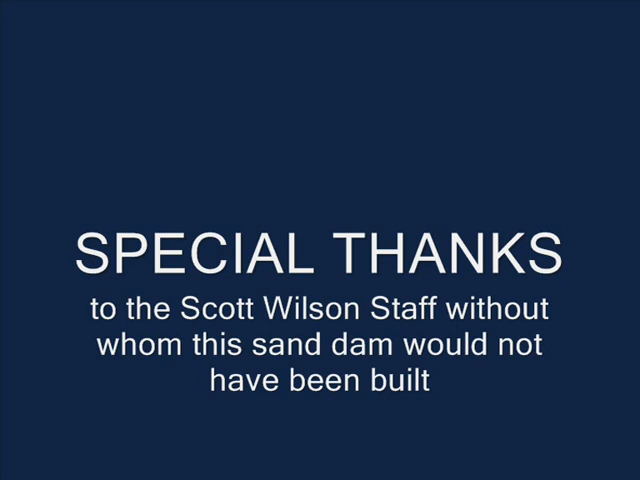 SPECIAL THANKS
to the Scott Wilson Staff without
whom this sand dam would not
have been built